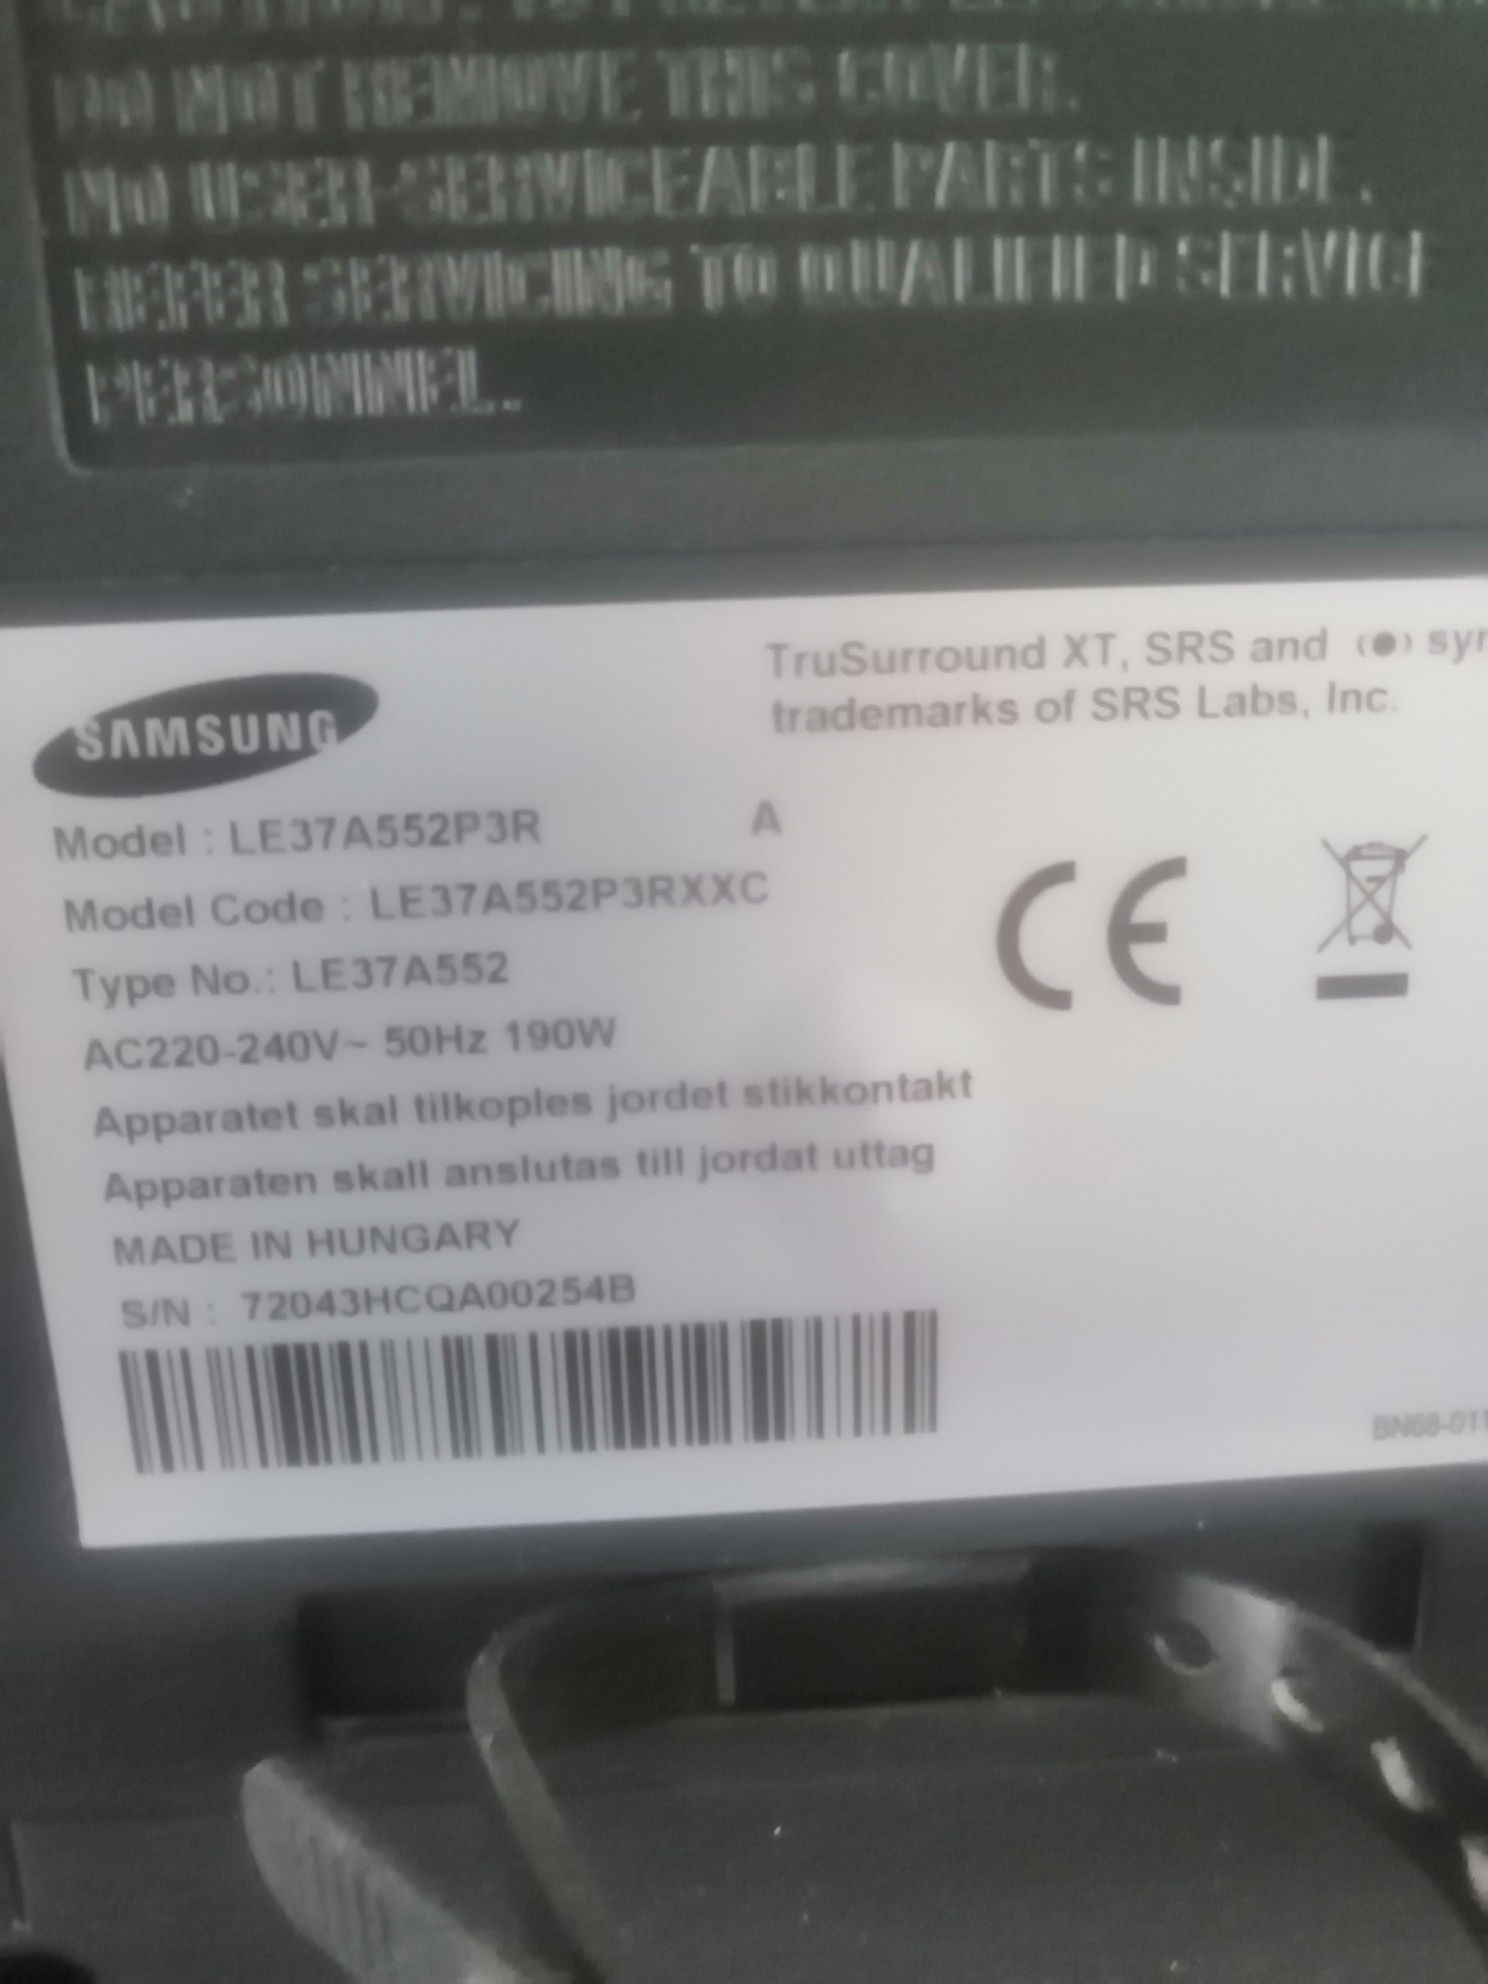 DO NOT REMOVE THIS COVER.
NO USER-SERVICEABLE PARTS INSIDE.
REFER SERVICING TO QUALIFIED SERVICE
PERSONNEL.
TruSurround XT, SRS and (●)
trademarks of SRS Labs, Inc.
SAMSUNG
Model : LE37A552P3R A
Model Code : LE37A552P3RXXC
Type No.: LE37A552
AC220-240V~ 50Hz 190W
Apparatet skal tilkoples jordet stikkontakt
Apparaten skall anslutas till jordat uttag
MADE IN HUNGARY
S/N : 72043HCQA00254B
CE
BN68-011